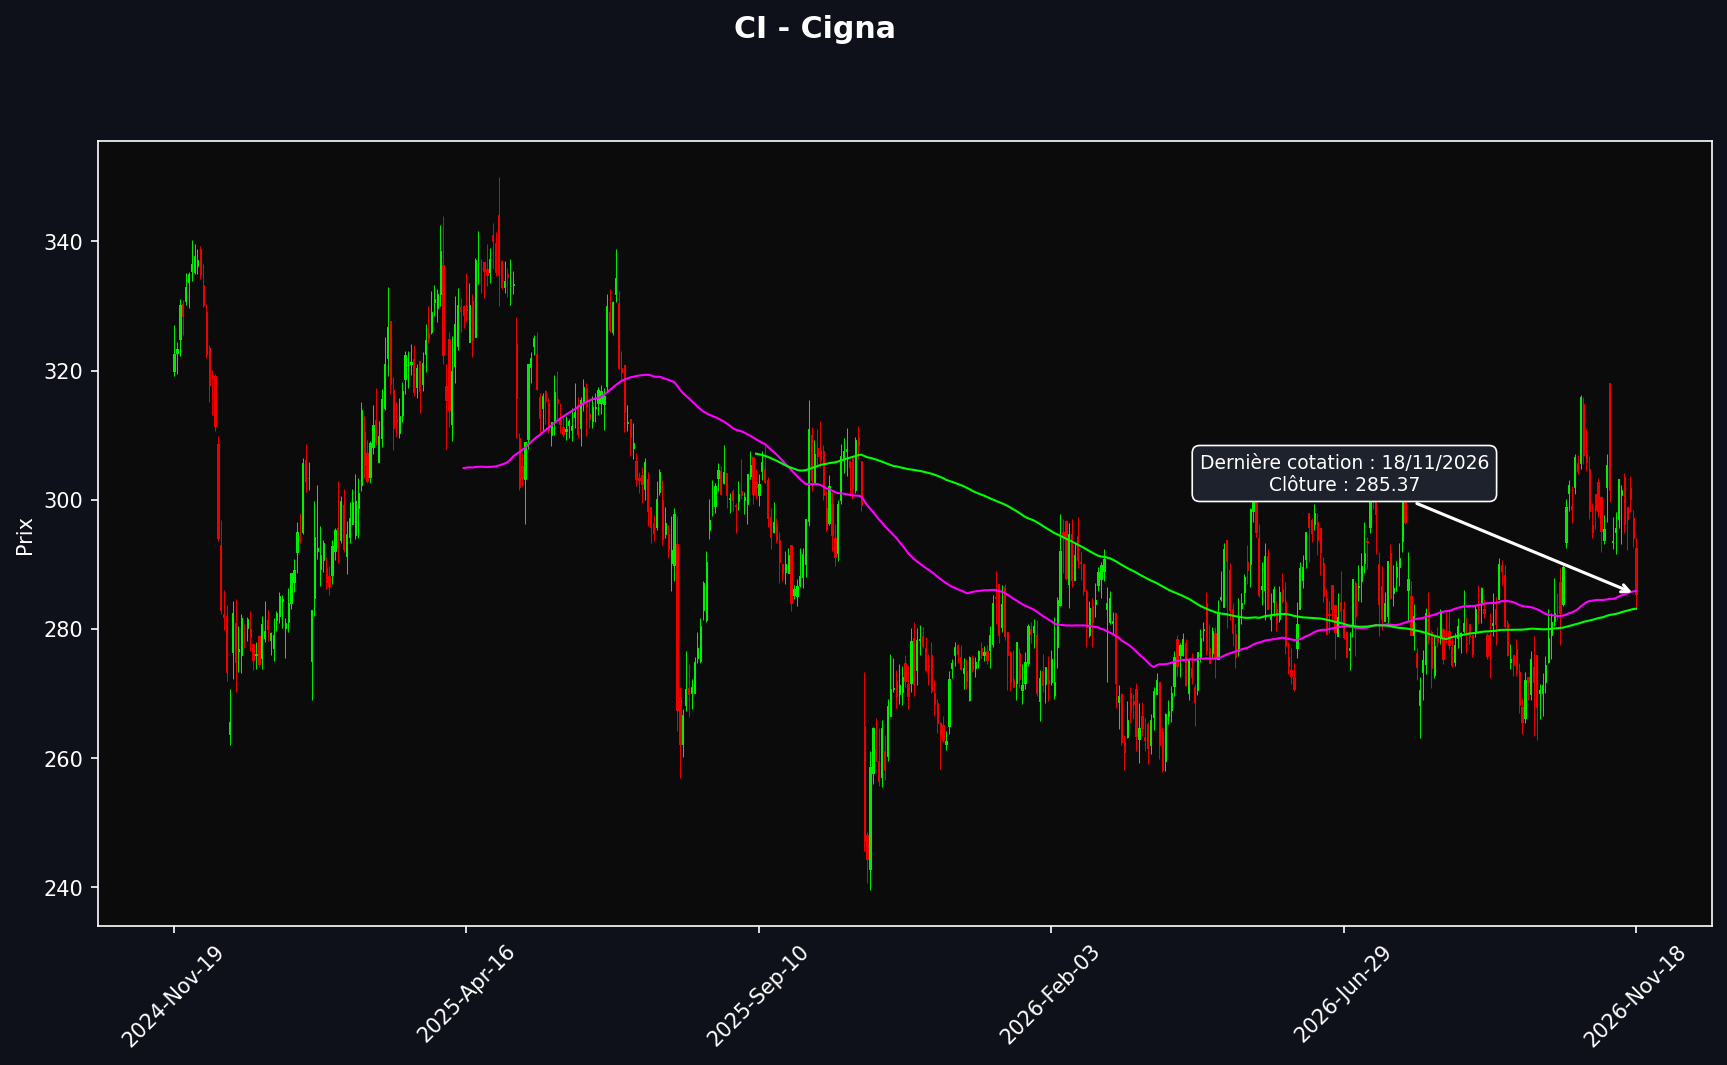 CI - Cigna
340
320
300
280
260
240
Prix
Dernière cotation : 18/11/2026
Clôture : 285.37
2024-Nov-19
2025-Apr-16
2025-Sep-10
2026-Feb-03
2026-Jun-29
2026-Nov-18